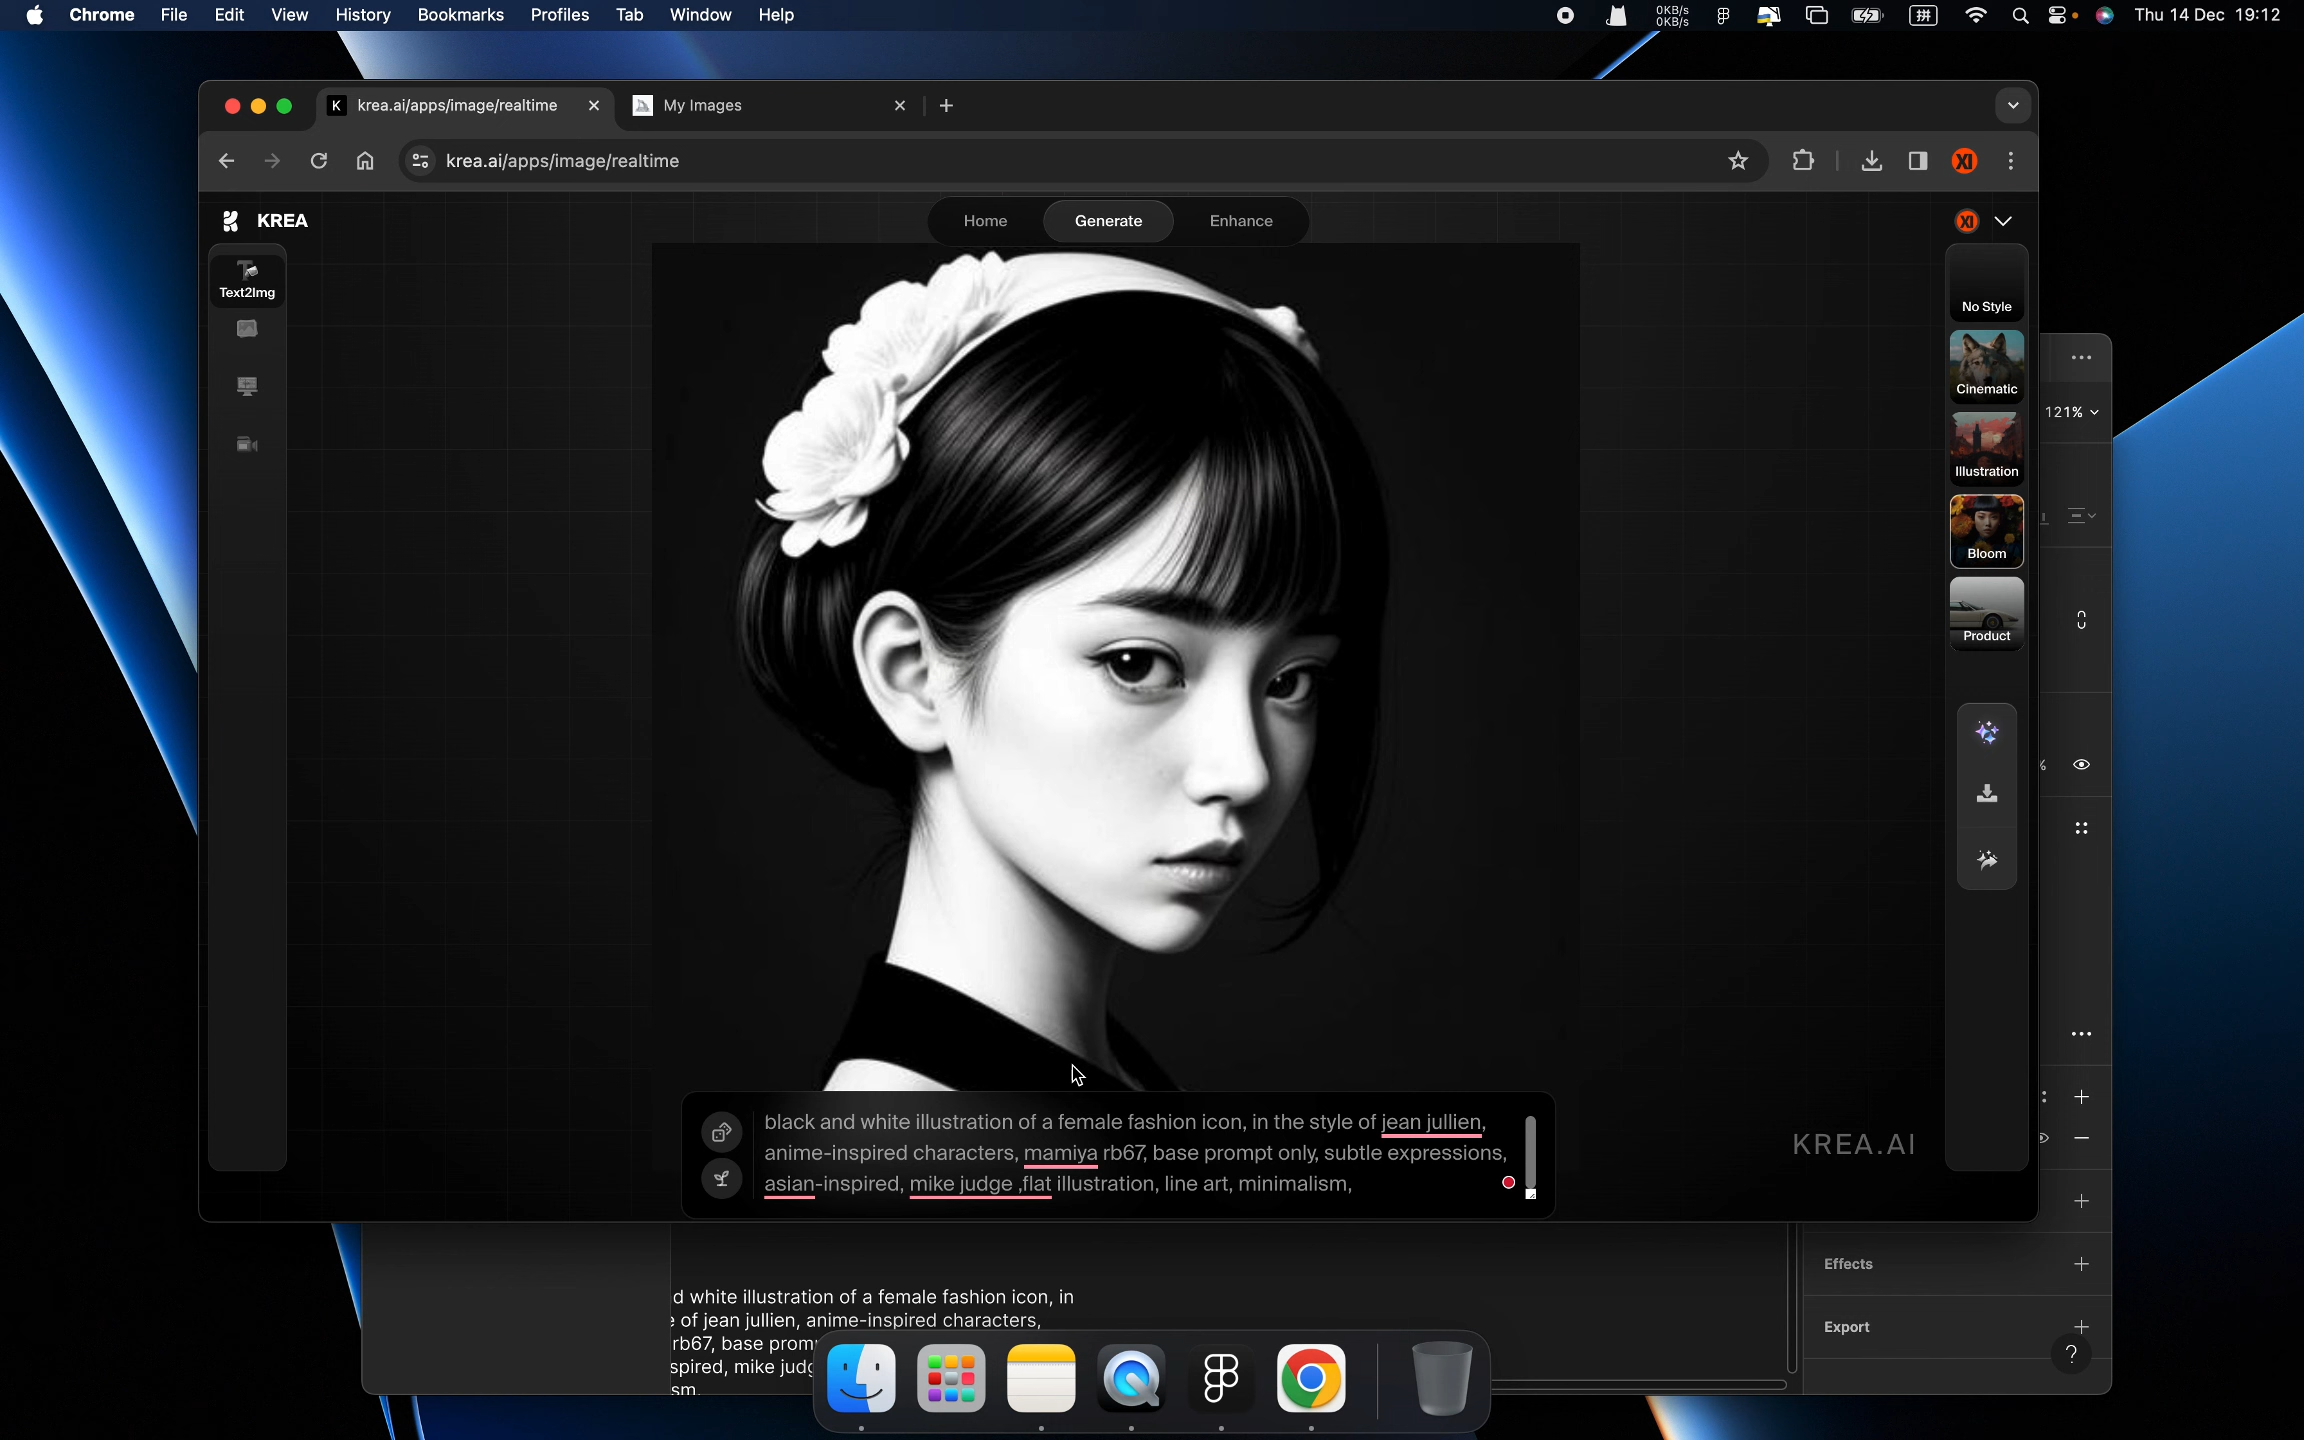 Chrome File Edit View History Bookmarks Profiles Tab Window Help
0KB/s
0KB/s
拼
Thu 14 Dec 19:12
K krea.ai/apps/image/realtime
My Images
krea.ai/apps/image/realtime
XI
KREA
Home Generate Enhance
XI
Text2Img
No Style
Cinematic
Illustration
Bloom
Product
121%
%
black and white illustration of a female fashion icon, in the style of jean jullien,
anime-inspired characters, mamiya rb67, base prompt only, subtle expressions,
asian-inspired, mike judge ,flat illustration, line art, minimalism,
KREA.AI
Effects
Export
?
d white illustration of a female fashion icon, in
e of jean jullien, anime-inspired characters,
rb67, base prom
spired, mike judg
sm.